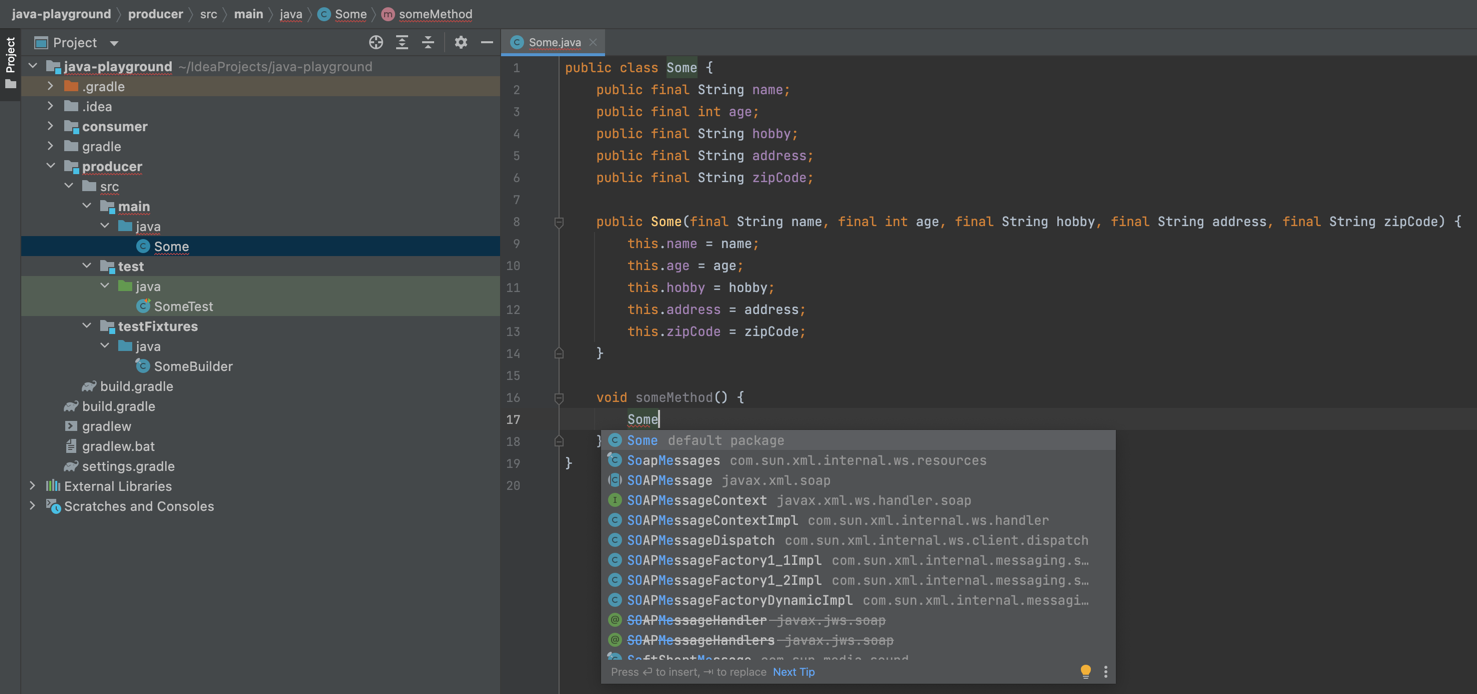 java-playground › producer › src › main › java › Some › someMethod
Project
Project
Some.java
java-playground ~/IdeaProjects/java-playground
.gradle
.idea
consumer
gradle
producer
src
main
java
Some
test
java
SomeTest
testFixtures
java
SomeBuilder
build.gradle
build.gradle
gradlew
gradlew.bat
settings.gradle
External Libraries
Scratches and Consoles
1 public class Some {
2 public final String name;
3 public final int age;
4 public final String hobby;
5 public final String address;
6 public final String zipCode;
7
8 public Some(final String name, final int age, final String hobby, final String address, final String zipCode) {
9 this.name = name;
10 this.age = age;
11 this.hobby = hobby;
12 this.address = address;
13 this.zipCode = zipCode;
14 }
15
16 void someMethod() {
17 Some
18 }
19 }
20
Some default package
SoapMessages com.sun.xml.internal.ws.resources
SOAPMessage javax.xml.soap
SOAPMessageContext javax.xml.ws.handler.soap
SOAPMessageContextImpl com.sun.xml.internal.ws.handler
SOAPMessageDispatch com.sun.xml.internal.ws.client.dispatch
SOAPMessageFactory1_1Impl com.sun.xml.internal.messaging.s…
SOAPMessageFactory1_2Impl com.sun.xml.internal.messaging.s…
SOAPMessageFactoryDynamicImpl com.sun.xml.internal.messagi…
SOAPMessageHandler javax.jws.soap
SOAPMessageHandlers javax.jws.soap
SoftShortMessage com.sun.media.sound
Press ↵ to insert, ⇥ to replace Next Tip